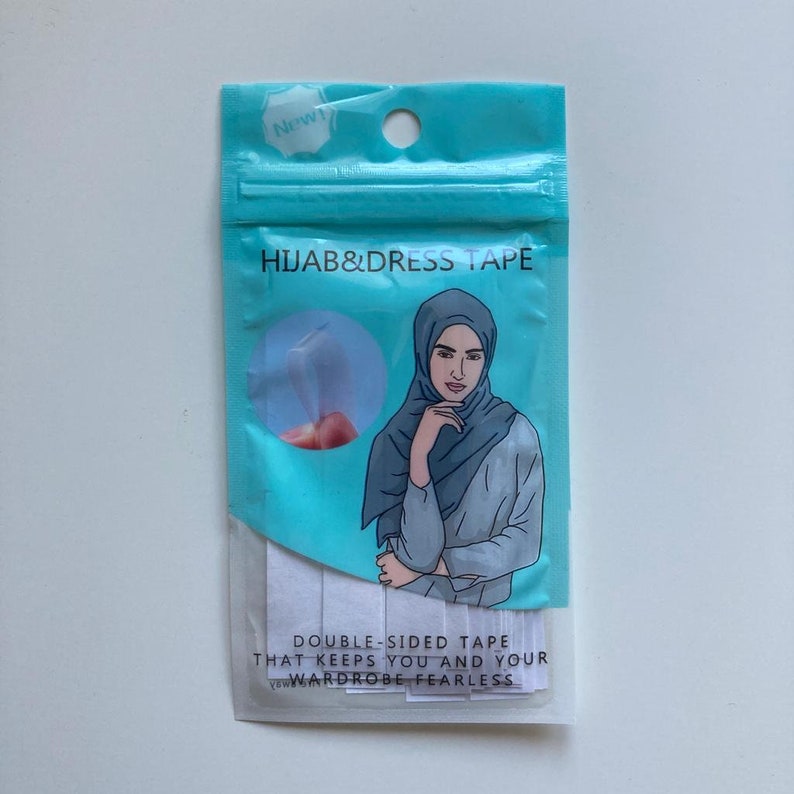 New!
HIJAB&DRESS TAPE
DOUBLE-SIDED TAPE
THAT KEEPS YOU AND YOUR
WARDROBE FEARLESS